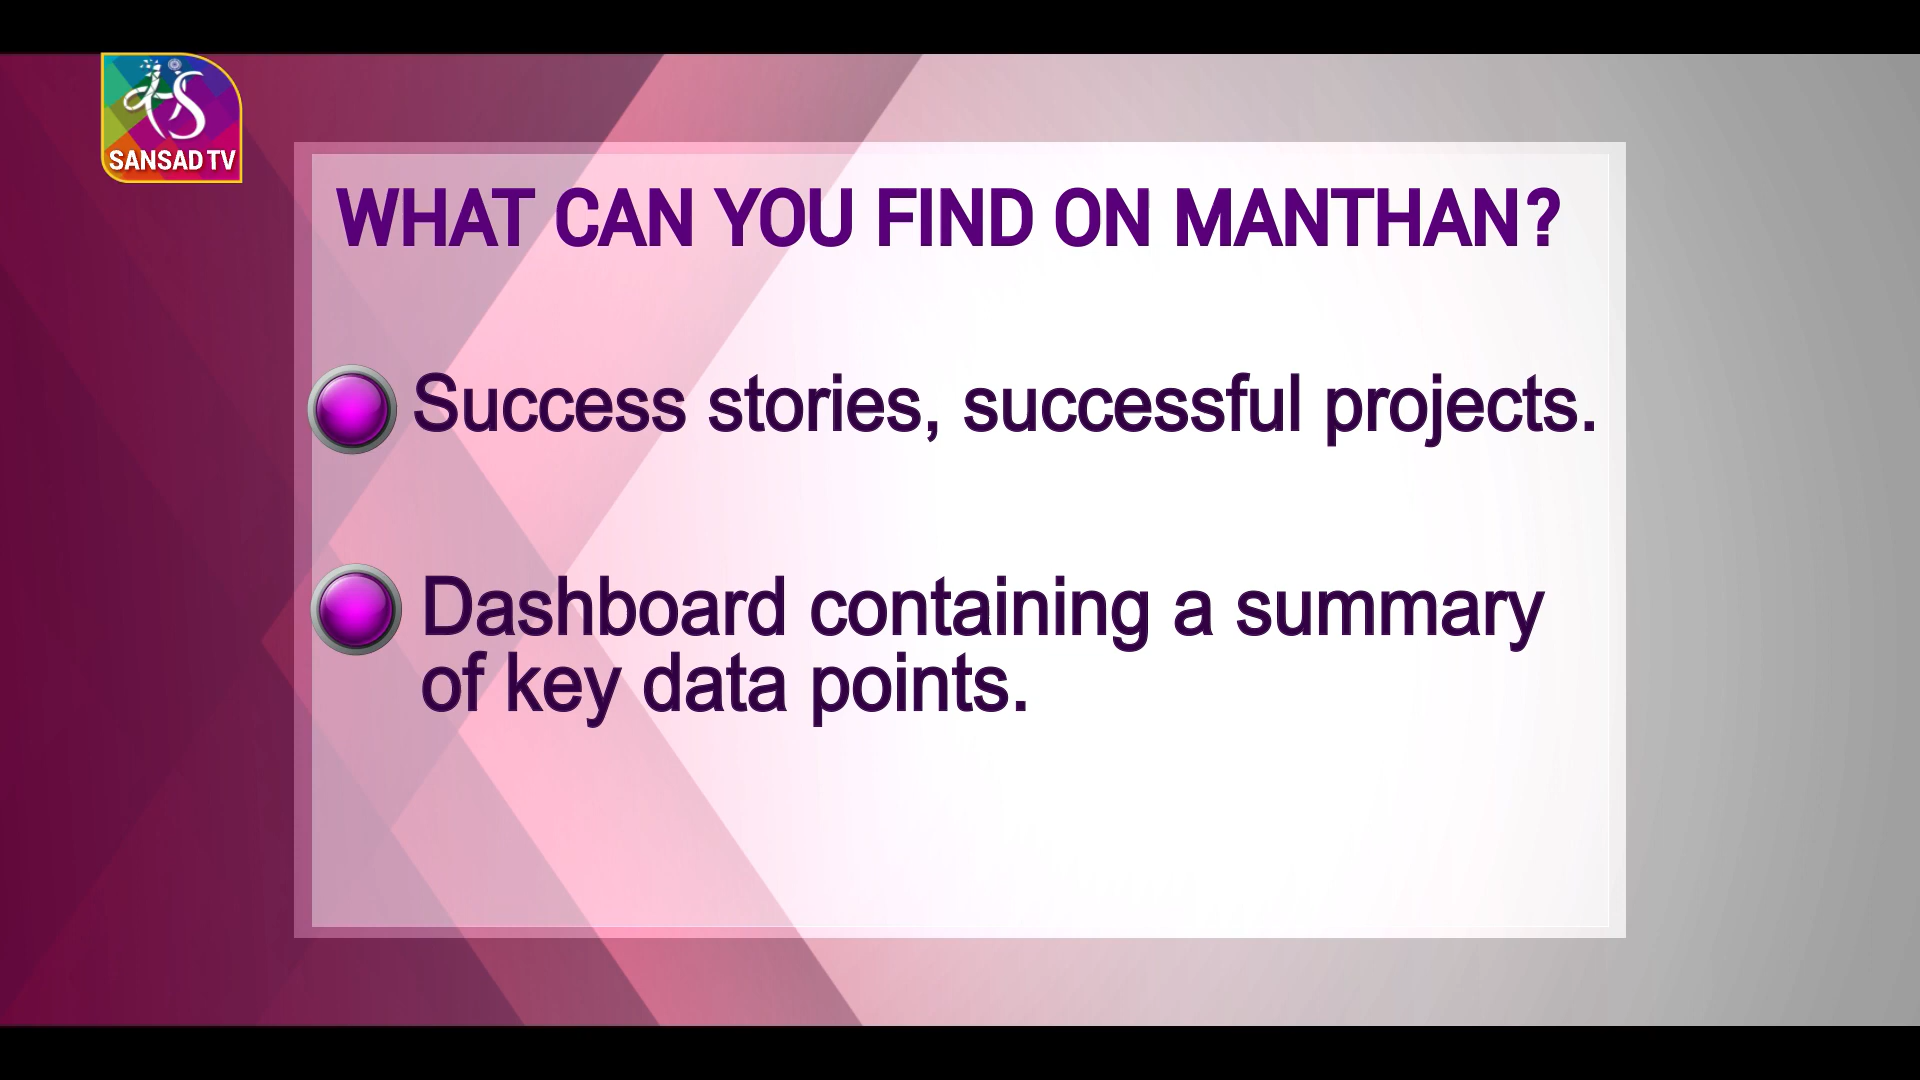 SANSAD TV
WHAT CAN YOU FIND ON MANTHAN?
Success stories, successful projects.
Dashboard containing a summary
of key data points.